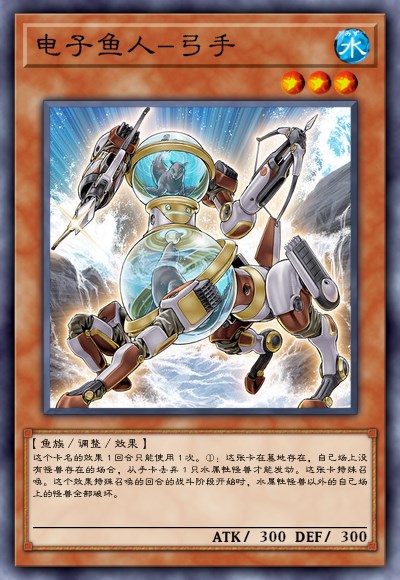 电子鱼人-弓手
水
【鱼族／调整／效果】
这个卡名的效果1回合只能使用1次。①：这张卡在墓地存在，自己场上没
有怪兽存在的场合，从手卡丢弃1只水属性怪兽才能发动。这张卡特殊召
唤。这个效果特殊召唤的回合的战斗阶段开始时，水属性怪兽以外的自己场
上的怪兽全部破坏。
ATK/ 300 DEF/ 300